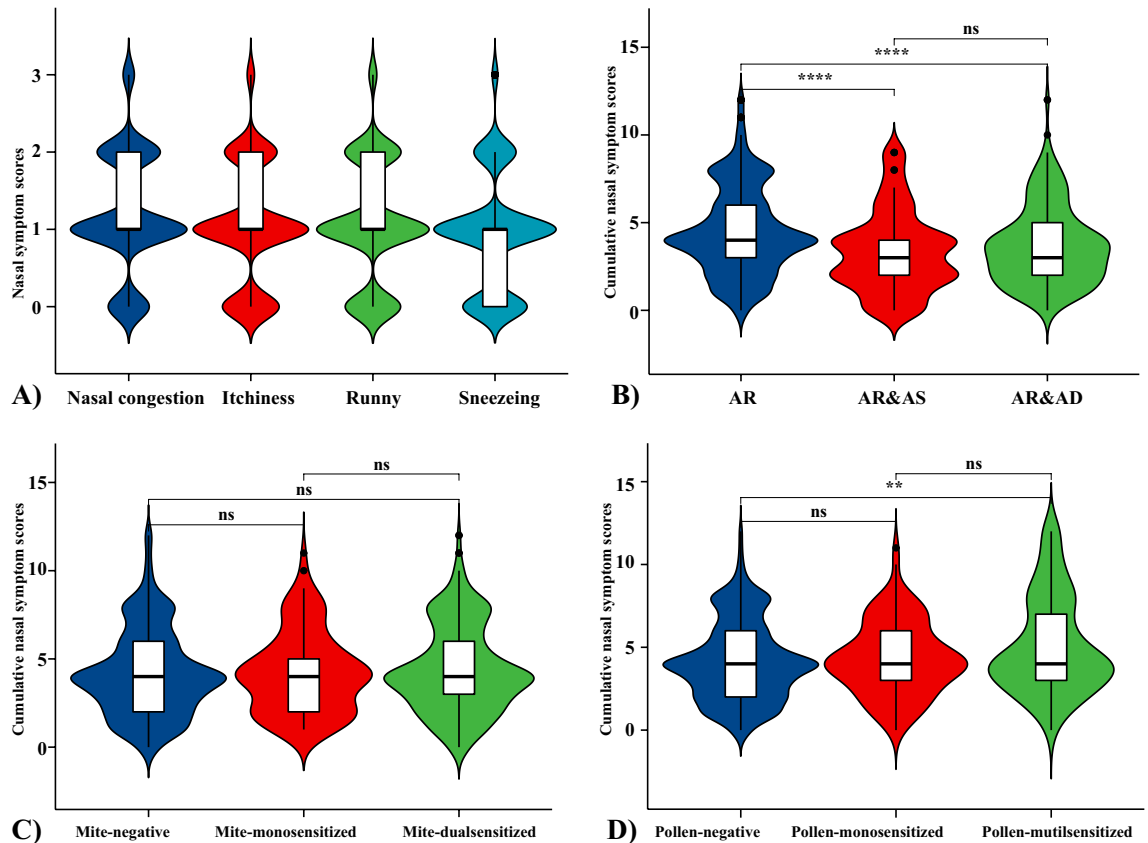 Nasal symptom scores
3
2
1
0
Nasal congestion Itchiness Runny Sneezeing
A)
Cumulative nasal symptom scores
15
10
5
0
ns
****
****
AR AR&AS AR&AD
B)
Cumulative nasal symptom scores
15
10
5
0
ns
ns
ns
Mite-negative Mite-monosensitized Mite-dualsensitized
C)
Cumulative nasal symptom scores
15
10
5
0
ns
**
ns
Pollen-negative Pollen-monosensitized Pollen-mutilsensitized
D)